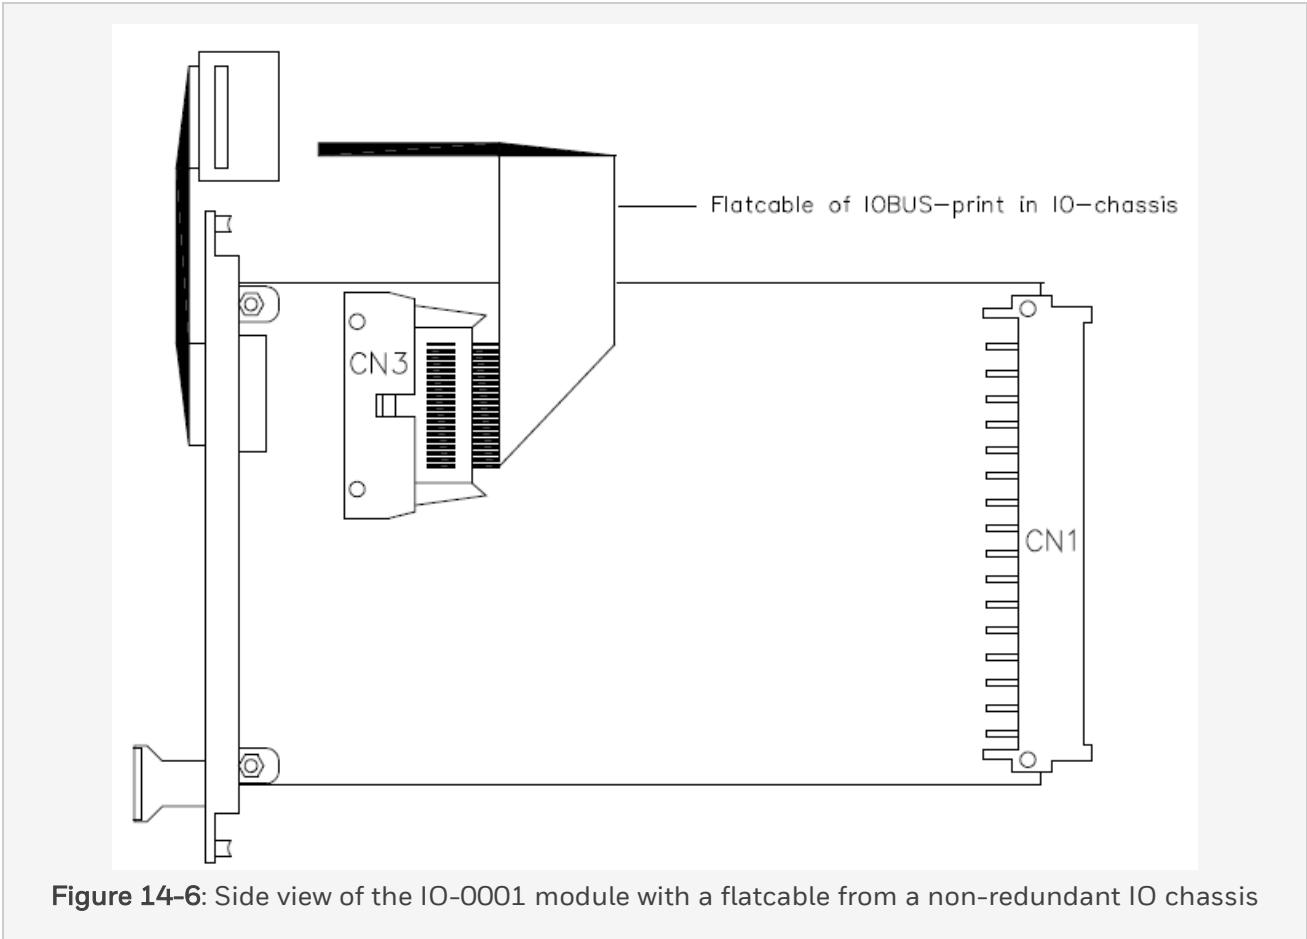 Flatcable of IOBUS-print in IO-chassis
CN3
CN1
Figure 14-6: Side view of the IO-0001 module with a flatcable from a non-redundant IO chassis